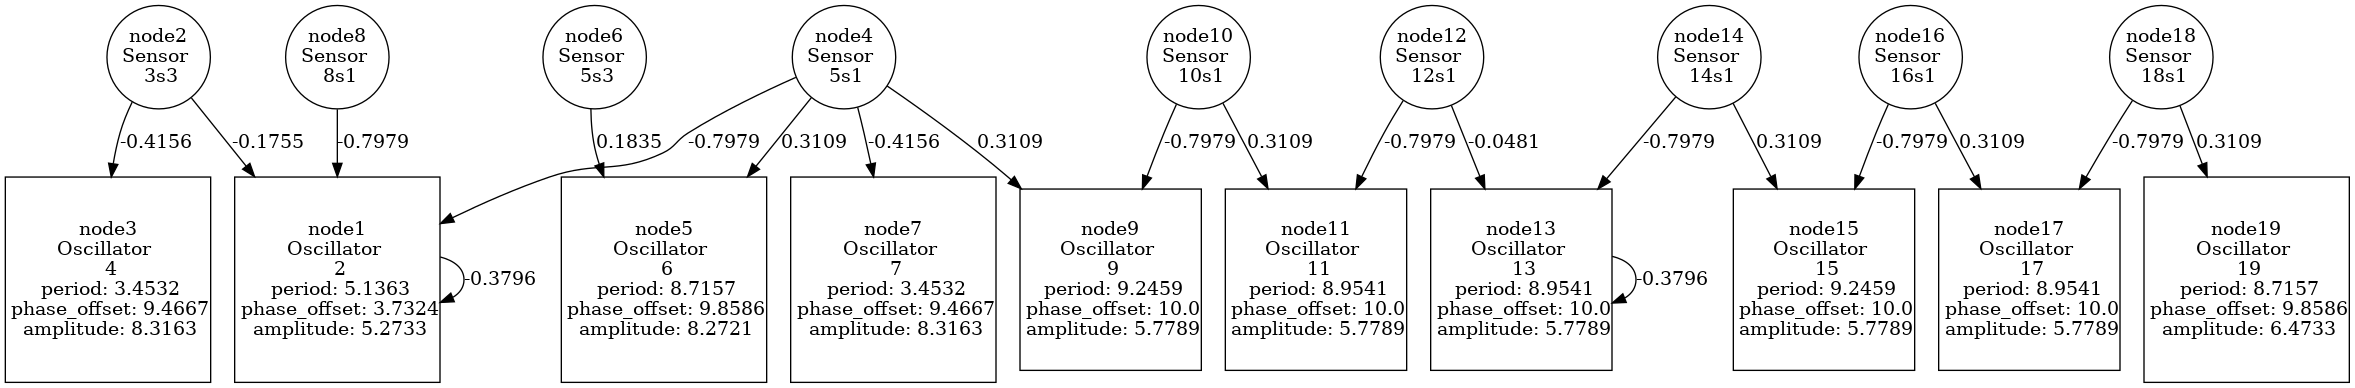 node2
Sensor
3s3
node8
Sensor
8s1
node6
Sensor
5s3
node4
Sensor
5s1
node10
Sensor
10s1
node12
Sensor
12s1
node14
Sensor
14s1
node16
Sensor
16s1
node18
Sensor
18s1
-0.4156
-0.1755
-0.7979
0.1835
-0.7979
0.3109
-0.4156
0.3109
-0.7979
0.3109
-0.7979
-0.0481
-0.7979
0.3109
-0.7979
0.3109
-0.7979
0.3109
node3
Oscillator
4
period: 3.4532
phase_offset: 9.4667
amplitude: 8.3163
node1
Oscillator
2
period: 5.1363
phase_offset: 3.7324
amplitude: 5.2733
-0.3796
node5
Oscillator
6
period: 8.7157
phase_offset: 9.8586
amplitude: 8.2721
node7
Oscillator
7
period: 3.4532
phase_offset: 9.4667
amplitude: 8.3163
node9
Oscillator
9
period: 9.2459
phase_offset: 10.0
amplitude: 5.7789
node11
Oscillator
11
period: 8.9541
phase_offset: 10.0
amplitude: 5.7789
node13
Oscillator
13
period: 8.9541
phase_offset: 10.0
amplitude: 5.7789
-0.3796
node15
Oscillator
15
period: 9.2459
phase_offset: 10.0
amplitude: 5.7789
node17
Oscillator
17
period: 8.9541
phase_offset: 10.0
amplitude: 5.7789
node19
Oscillator
19
period: 8.7157
phase_offset: 9.8586
amplitude: 6.4733